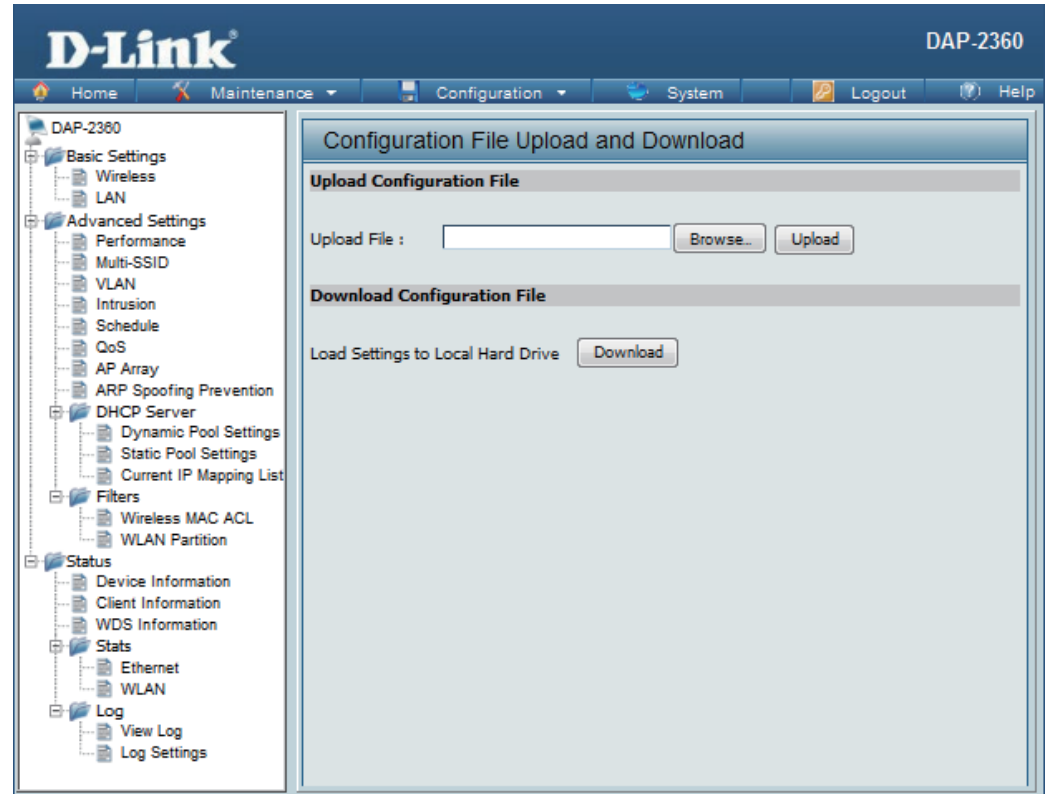 D-Link®
DAP-2360
Home Maintenance Configuration System Logout Help
DAP-2360
Basic Settings
Wireless
LAN
Advanced Settings
Performance
Multi-SSID
VLAN
Intrusion
Schedule
QoS
AP Array
ARP Spoofing Prevention
DHCP Server
Dynamic Pool Settings
Static Pool Settings
Current IP Mapping List
Filters
Wireless MAC ACL
WLAN Partition
Status
Device Information
Client Information
WDS Information
Stats
Ethernet
WLAN
Log
View Log
Log Settings
Configuration File Upload and Download
Upload Configuration File
Upload File : Browse... Upload
Download Configuration File
Load Settings to Local Hard Drive Download